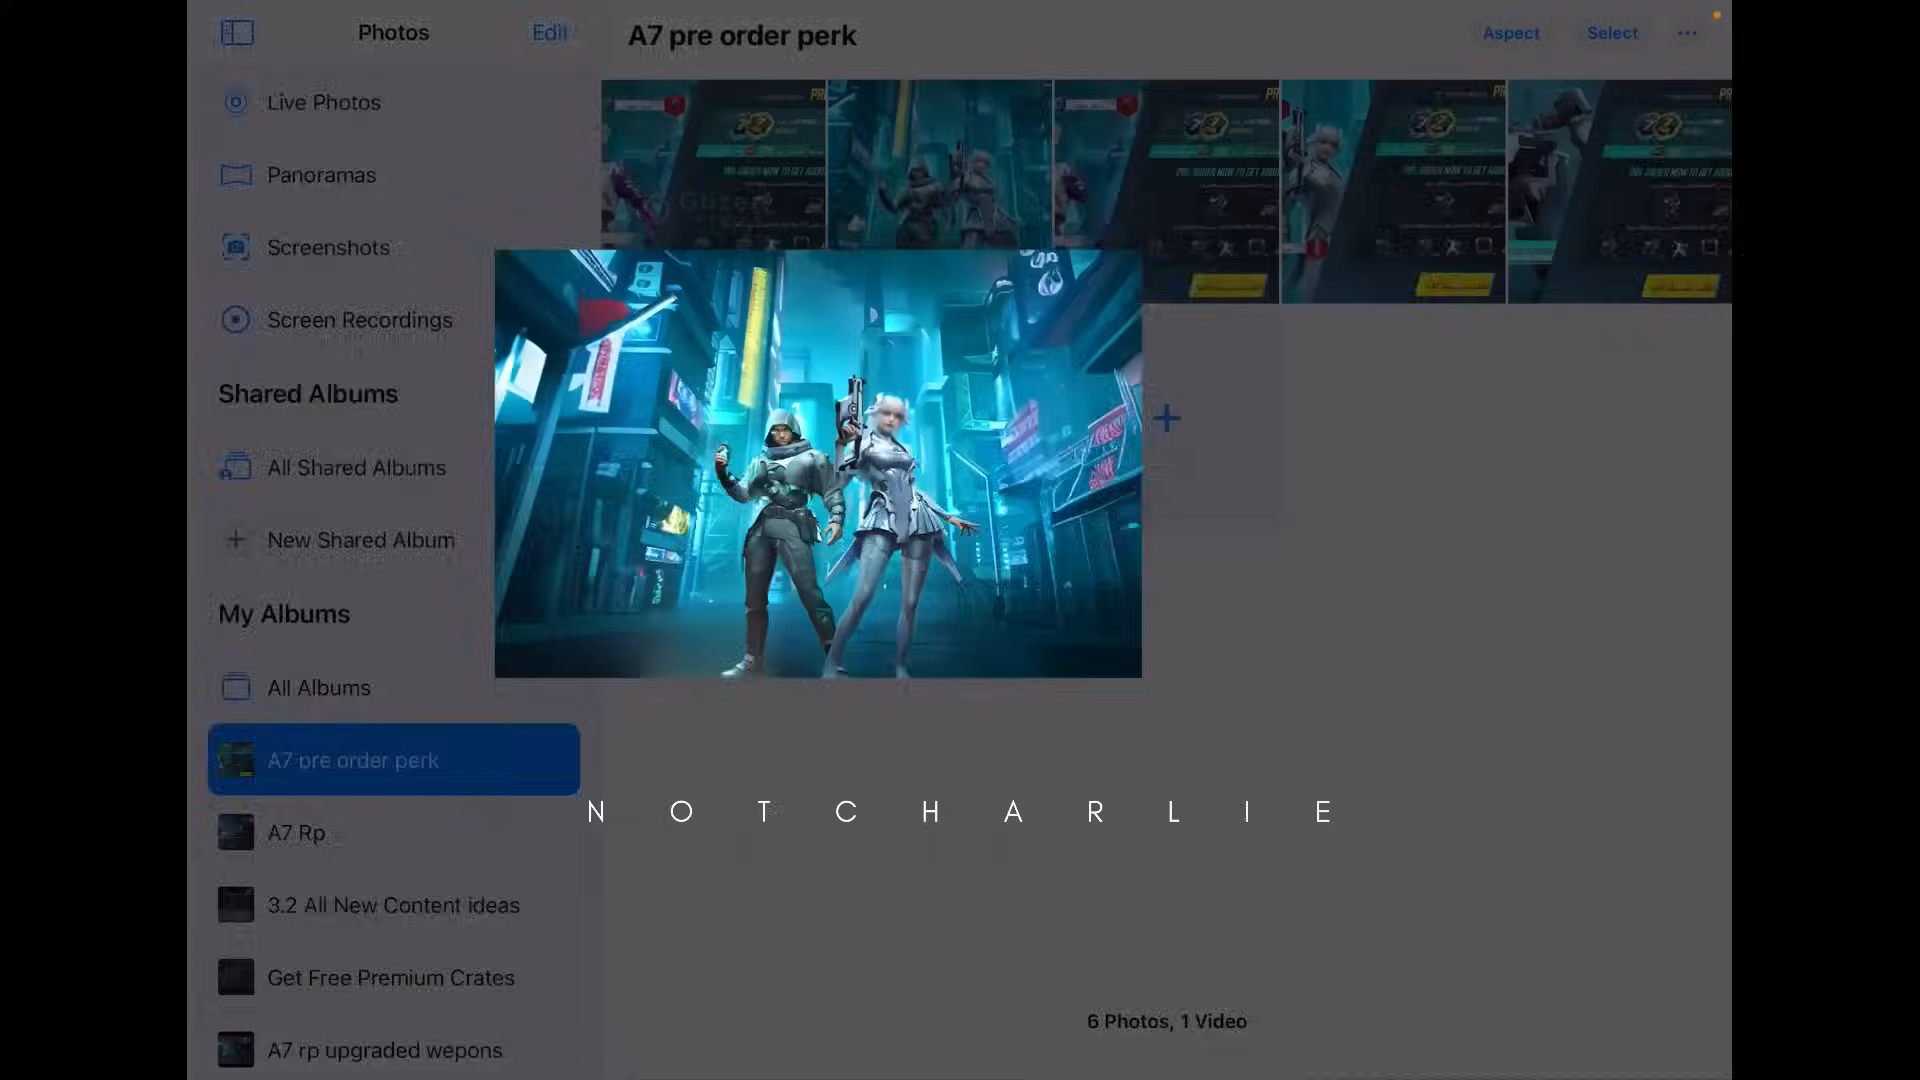 Photos
Edit
A7 pre order perk
Aspect
Select
Live Photos
Panoramas
Screenshots
Screen Recordings
Shared Albums
All Shared Albums
New Shared Album
My Albums
All Albums
A7 pre order perk
A7 Rp
3.2 All New Content ideas
Get Free Premium Crates
A7 rp upgraded wepons
NOTCHARLIE
6 Photos, 1 Video